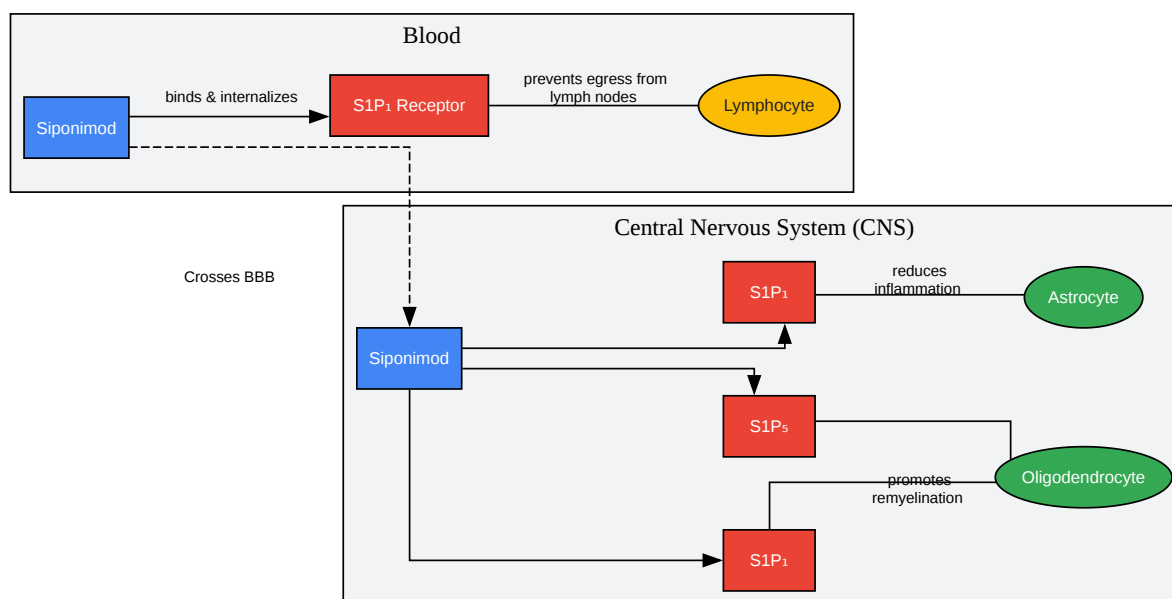 Blood
Siponimod
binds & internalizes
S1P₁ Receptor
prevents egress from
lymph nodes
Lymphocyte
Central Nervous System (CNS)
Crosses BBB
Siponimod
S1P₁
reduces
inflammation
Astrocyte
S1P₅
Oligodendrocyte
promotes
remyelination
S1P₁